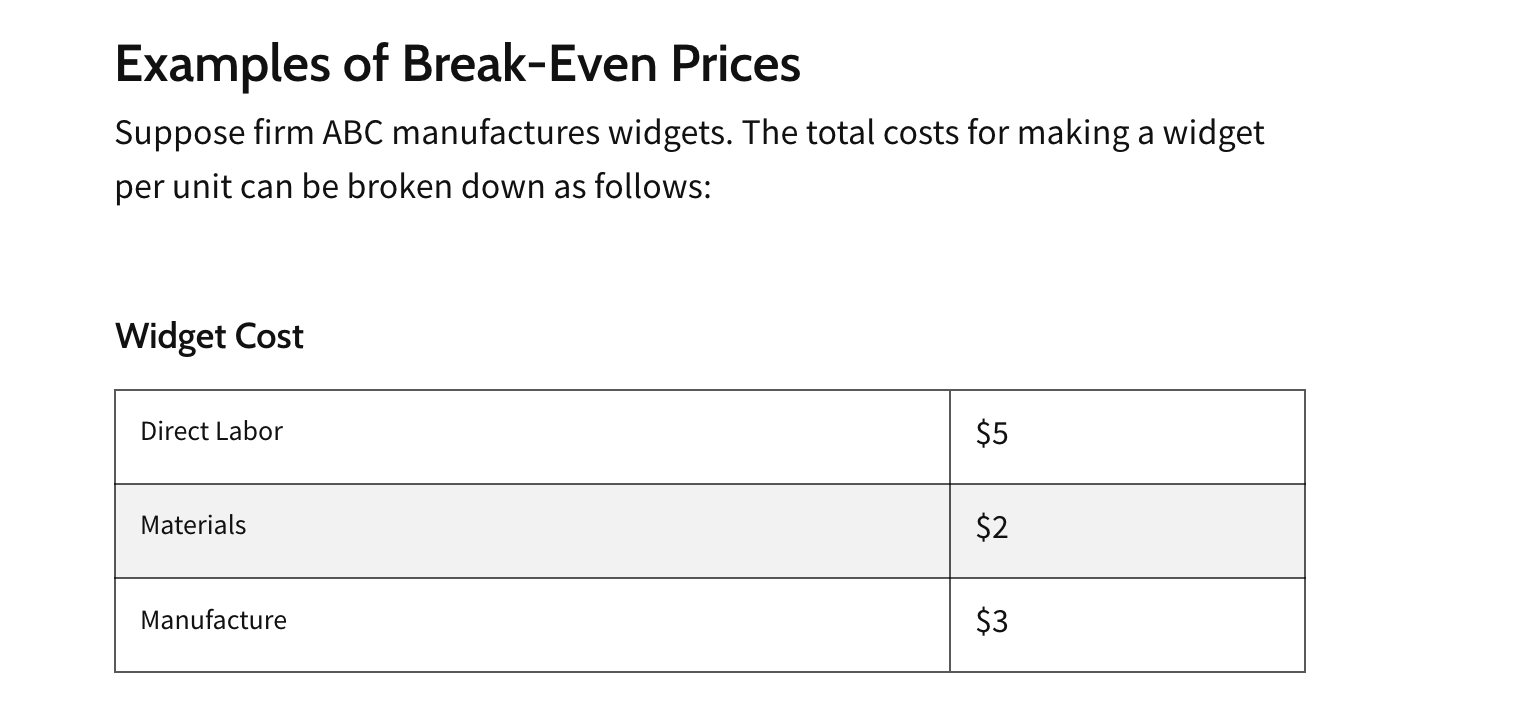 Examples of Break-Even Prices
Suppose firm ABC manufactures widgets. The total costs for making a widget
per unit can be broken down as follows:
Widget Cost
Direct Labor $5
Materials $2
Manufacture $3